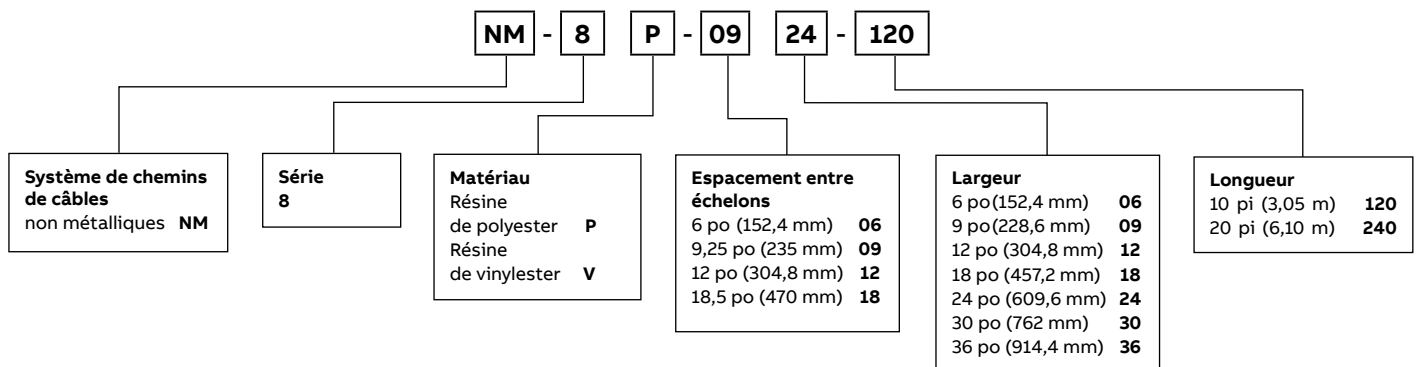 NM - 8 P - 09 24 - 120
Système de chemins
de câbles
non métalliques NM
Série
8
Matériau
Résine
de polyester P
Résine
de vinylester V
Espacement entre
échelons
6 po (152,4 mm) 06
9,25 po (235 mm) 09
12 po (304,8 mm) 12
18,5 po (470 mm) 18
Largeur
6 po(152,4 mm) 06
9 po(228,6 mm) 09
12 po (304,8 mm) 12
18 po (457,2 mm) 18
24 po (609,6 mm) 24
30 po (762 mm) 30
36 po (914,4 mm) 36
Longueur
10 pi (3,05 m) 120
20 pi (6,10 m) 240